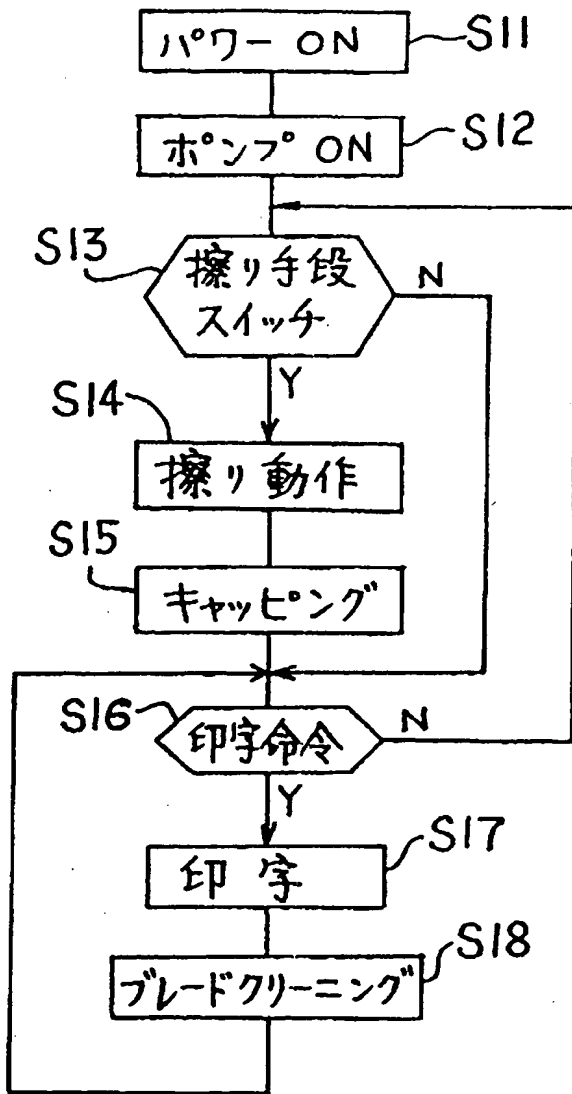 パワー ON
S11
ポンプ ON
S12
S13
擦り手段
スイッチ
N
Y
S14
擦り動作
S15
キャッピング
S16
印字命令
N
Y
印字
S17
ブレードクリーニング
S18